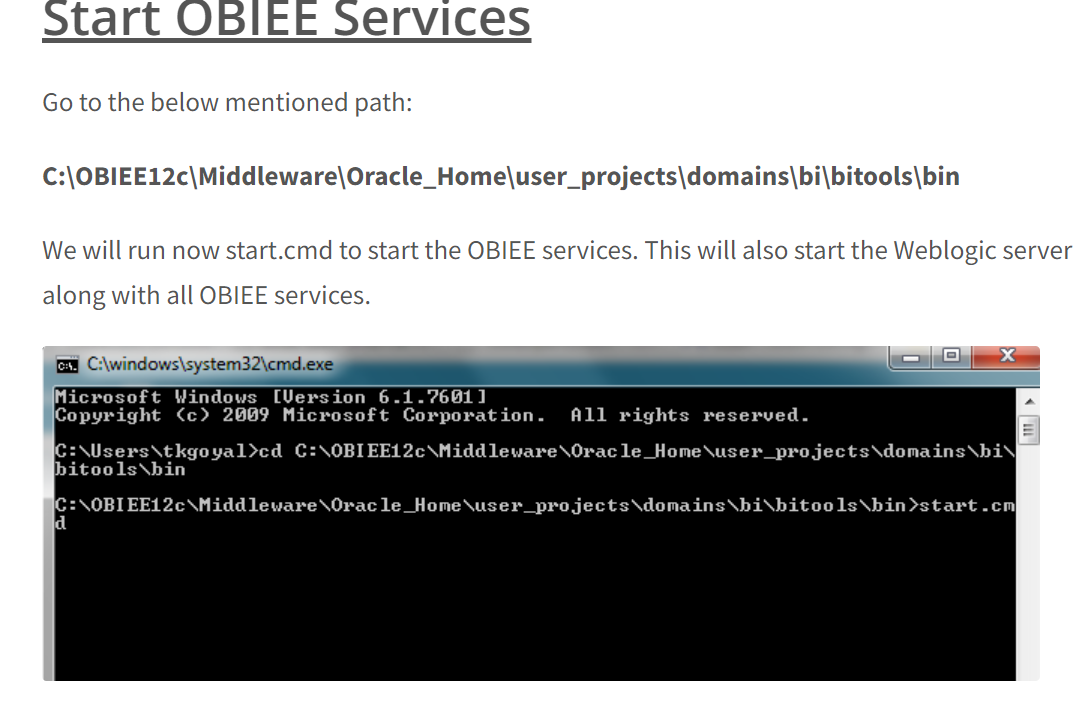 Start OBIEE Services
Go to the below mentioned path:
C:\OBIEE12c\Middleware\Oracle_Home\user_projects\domains\bi\bitools\bin
We will run now start.cmd to start the OBIEE services. This will also start the Weblogic server
along with all OBIEE services.
C:\windows\system32\cmd.exe
Microsoft Windows [Version 6.1.7601]
Copyright (c) 2009 Microsoft Corporation.  All rights reserved.
C:\Users\tkgoyal>cd C:\OBIEE12c\Middleware\Oracle_Home\user_projects\domains\bi\
bitools\bin
C:\OBIEE12c\Middleware\Oracle_Home\user_projects\domains\bi\bitools\bin>start.cm
d